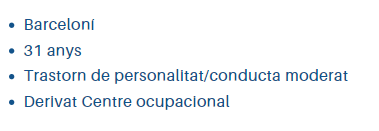 Barceloní
31 anys
Trastorn de personalitat/conducta moderat
Derivat Centre ocupacional